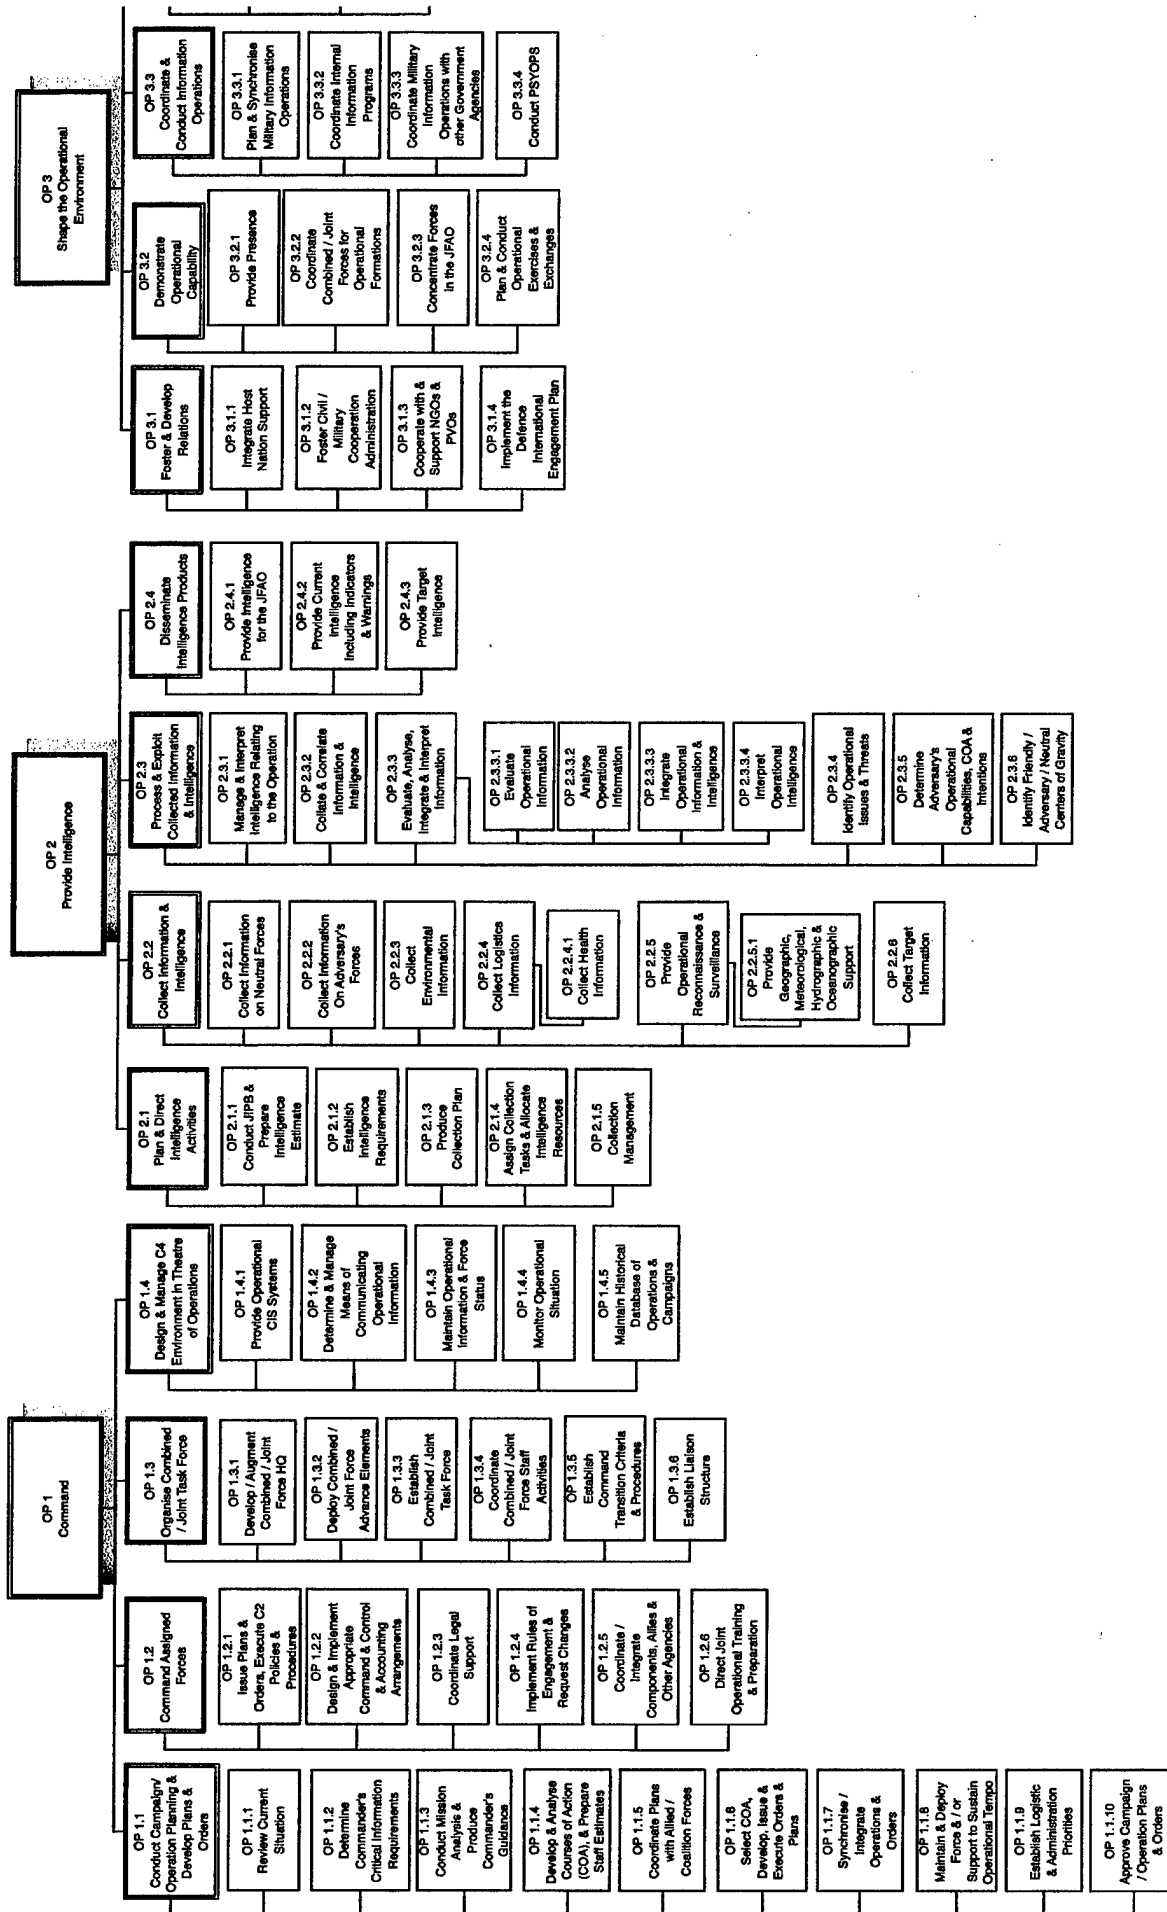 OP 1
Command
OP 1.1
Conduct Campaign/
Operation Planning &
Develop Plans &
Orders
OP 1.1.1
Review Current
Situation
OP 1.1.2
Determine
Commander's
Critical Information
Requirements
OP 1.1.3
Conduct Mission
Analysis &
Produce
Commander's
Guidance
OP 1.1.4
Develop & Analyse
Courses of Action
(COA), & Prepare
Staff Estimates
OP 1.1.5
Coordinate Plans
with Allied /
Coalition Forces
OP 1.1.6
Select COA,
Develop, Issue &
Execute Orders &
Plans
OP 1.1.7
Synchronise /
Integrate
Operations &
Orders
OP 1.1.8
Maintain & Deploy
Force & / or
Support to Sustain
Operational Tempo
OP 1.1.9
Establish Logistic
& Administration
Priorities
OP 1.1.10
Approve Campaign
/ Operation Plans
& Orders
OP 1.2
Command Assigned
Forces
OP 1.2.1
Issue Plans &
Orders, Execute C2
Policies &
Procedures
OP 1.2.2
Design & Implement
Appropriate
Command & Control
& Accounting
Arrangements
OP 1.2.3
Coordinate Legal
Support
OP 1.2.4
Implement Rules of
Engagement &
Request Changes
OP 1.2.5
Coordinate /
Integrate
Components, Allies &
Other Agencies
OP 1.2.6
Direct Joint
Operational Training
& Preparation
OP 1.3
Organise Combined
/ Joint Task Force
OP 1.3.1
Develop / Augment
Combined / Joint
Force HQ
OP 1.3.2
Deploy Combined /
Joint Force
Advance Elements
OP 1.3.3
Establish
Combined / Joint
Task Force
OP 1.3.4
Coordinate
Combined / Joint
Force Staff
Activities
OP 1.3.5
Establish
Command
Transition Criteria
& Procedures
OP 1.3.6
Establish Liaison
Structure
OP 1.4
Design & Manage C4
Environment in Theatre
of Operations
OP 1.4.1
Provide Operational
CIS Systems
OP 1.4.2
Determine & Manage
Means of
Communicating
Operational
Information
OP 1.4.3
Maintain Operational
Information & Force
Status
OP 1.4.4
Monitor Operational
Situation
OP 1.4.5
Maintain Historical
Database of
Operations &
Campaigns
OP 2
Provide Intelligence
OP 2.1
Plan & Direct
Intelligence
Activities
OP 2.1.1
Conduct JIPB &
Prepare
Intelligence
Estimate
OP 2.1.2
Establish
Intelligence
Requirements
OP 2.1.3
Produce
Collection Plan
OP 2.1.4
Assign Collection
Tasks & Allocate
Intelligence
Resources
OP 2.1.5
Collection
Management
OP 2.2
Collect Information &
Intelligence
OP 2.2.1
Collect Information
on Neutral Forces
OP 2.2.2
Collect Information
On Adversary's
Forces
OP 2.2.3
Collect
Environmental
Information
OP 2.2.4
Collect Logistics
Information
OP 2.2.4.1
Collect Health
Information
OP 2.2.5
Provide
Operational
Reconnaissance &
Surveillance
OP 2.2.5.1
Provide
Geographic,
Meteorological,
Hydrographic &
Oceanographic
Support
OP 2.2.6
Collect Target
Information
OP 2.3
Process & Exploit
Collected Information
& Intelligence
OP 2.3.1
Manage & Interpret
Intelligence Relating
to the Operation
OP 2.3.2
Collate & Correlate
Information &
Intelligence
OP 2.3.3
Evaluate, Analyse,
Integrate & Interpret
Information
OP 2.3.3.1
Evaluate
Operational
Information
OP 2.3.3.2
Analyse
Operational
Information
OP 2.3.3.3
Integrate
Operational
Information &
Intelligence
OP 2.3.3.4
Interpret
Operational
Intelligence
OP 2.3.4
Identify Operational
Issues & Threats
OP 2.3.5
Determine
Adversary's
Operational
Capabilities, COA &
Intentions
OP 2.3.6
Identify Friendly /
Adversary / Neutral
Centers of Gravity
OP 2.4
Disseminate
Intelligence Products
OP 2.4.1
Provide Intelligence
for the JFAO
OP 2.4.2
Provide Current
Intelligence
Including Indicators
& Warnings
OP 2.4.3
Provide Target
Intelligence
OP 3
Shape the Operational
Environment
OP 3.1
Foster & Develop
Relations
OP 3.1.1
Integrate Host
Nation Support
OP 3.1.2
Foster Civil /
Military
Cooperation
Administration
OP 3.1.3
Cooperate with &
Support NGOs &
PVOs
OP 3.1.4
Implement the
Defence
International
Engagement Plan
OP 3.2
Demonstrate
Operational
Capability
OP 3.2.1
Provide Presence
OP 3.2.2
Coordinate
Combined / Joint
Forces for
Operational
Formations
OP 3.2.3
Concentrate Forces
in the JFAO
OP 3.2.4
Plan & Conduct
Operational
Exercises &
Exchanges
OP 3.3
Coordinate &
Conduct Information
Operations
OP 3.3.1
Plan & Synchronise
Military Information
Operations
OP 3.3.2
Coordinate Internal
Information
Programs
OP 3.3.3
Coordinate Military
Information
Operations with
other Government
Agencies
OP 3.3.4
Conduct PSYOPS